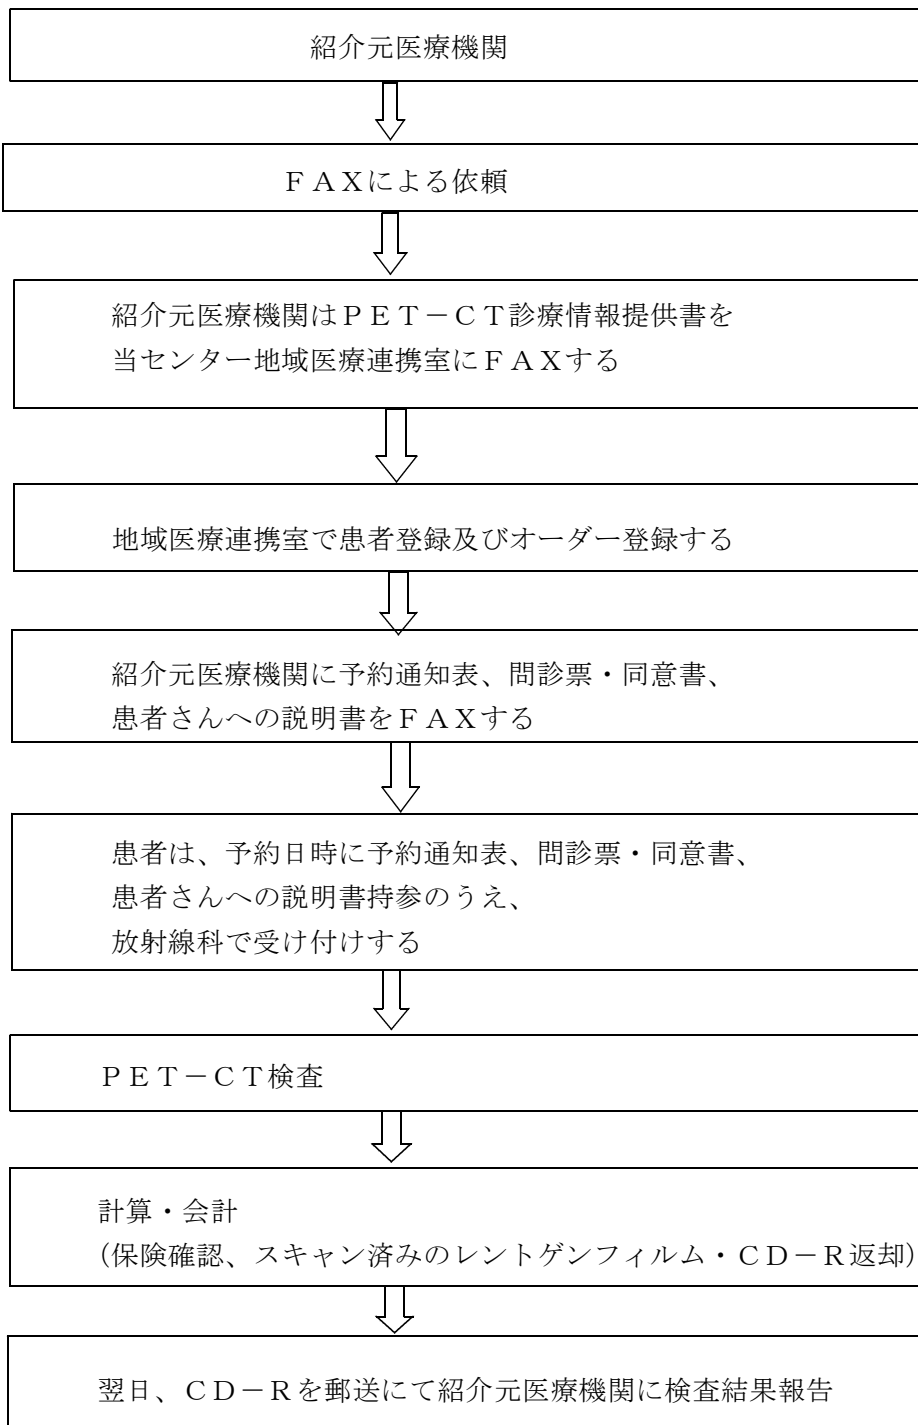 紹介元医療機関
ＦＡＸによる依頼
紹介元医療機関はＰＥＴ－ＣＴ診療情報提供書を
当センター地域医療連携室にＦＡＸする
地域医療連携室で患者登録及びオーダー登録する
紹介元医療機関に予約通知表、問診票・同意書、
患者さんへの説明書をＦＡＸする
患者は、予約日時に予約通知表、問診票・同意書、
患者さんへの説明書持参のうえ、
放射線科で受け付けする
ＰＥＴ－ＣＴ検査
計算・会計
(保険確認、スキャン済みのレントゲンフィルム・ＣＤ－Ｒ返却)
翌日、ＣＤ－Ｒを郵送にて紹介元医療機関に検査結果報告